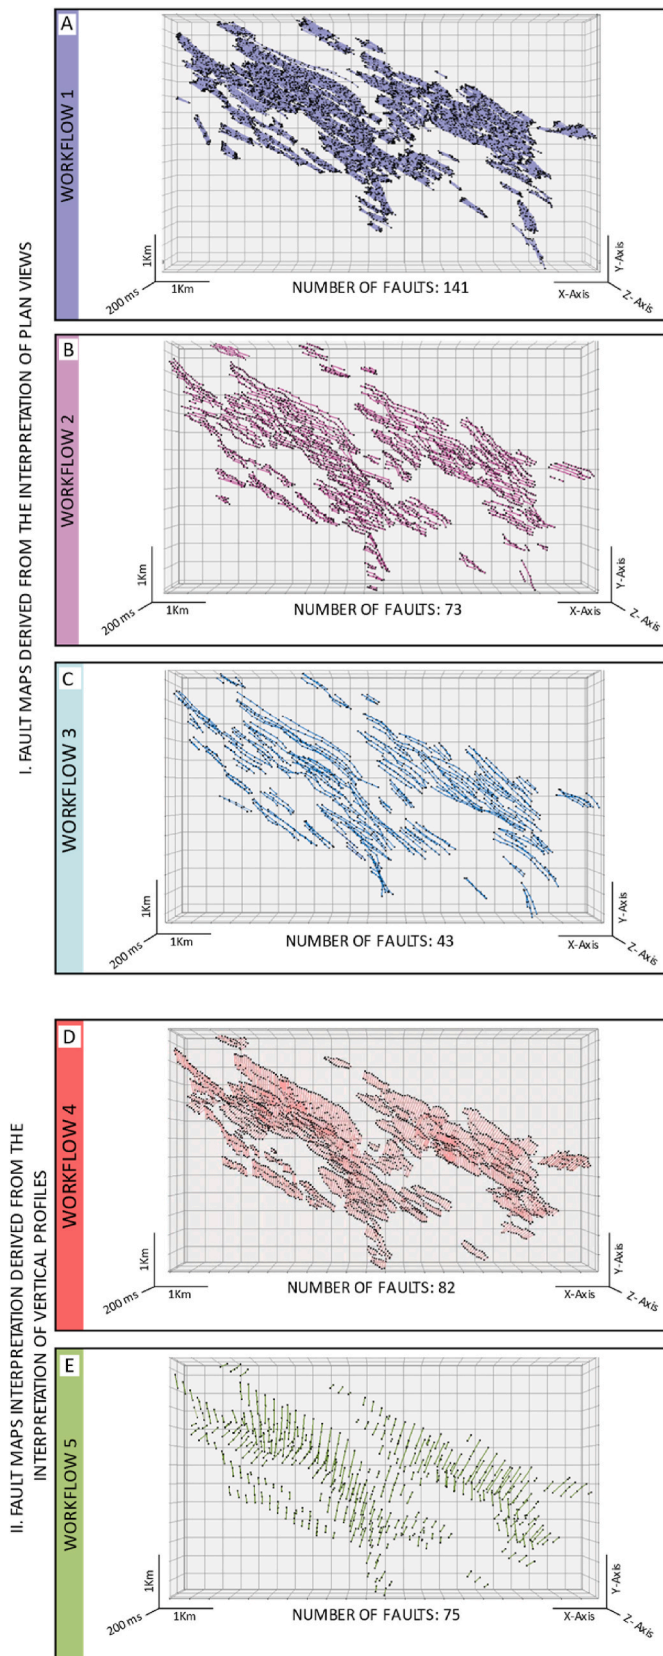 I. FAULT MAPS DERIVED FROM THE INTERPRETATION OF PLAN VIEWS
A
WORKFLOW 1
1Km
200 ms
1Km
NUMBER OF FAULTS: 141
X-Axis
Y-Axis
Z- Axis
B
WORKFLOW 2
1Km
200 ms
1Km
NUMBER OF FAULTS: 73
X-Axis
Y-Axis
Z- Axis
C
WORKFLOW 3
1Km
200 ms
1Km
NUMBER OF FAULTS: 43
X-Axis
Y-Axis
Z- Axis
II. FAULT MAPS INTERPRETATION DERIVED FROM THE
INTERPRETATION OF VERTICAL PROFILES
D
WORKFLOW 4
1Km
200 ms
1Km
NUMBER OF FAULTS: 82
X-Axis
Y-Axis
Z- Axis
E
WORKFLOW 5
1Km
200 ms
1Km
NUMBER OF FAULTS: 75
X-Axis
Y-Axis
Z- Axis